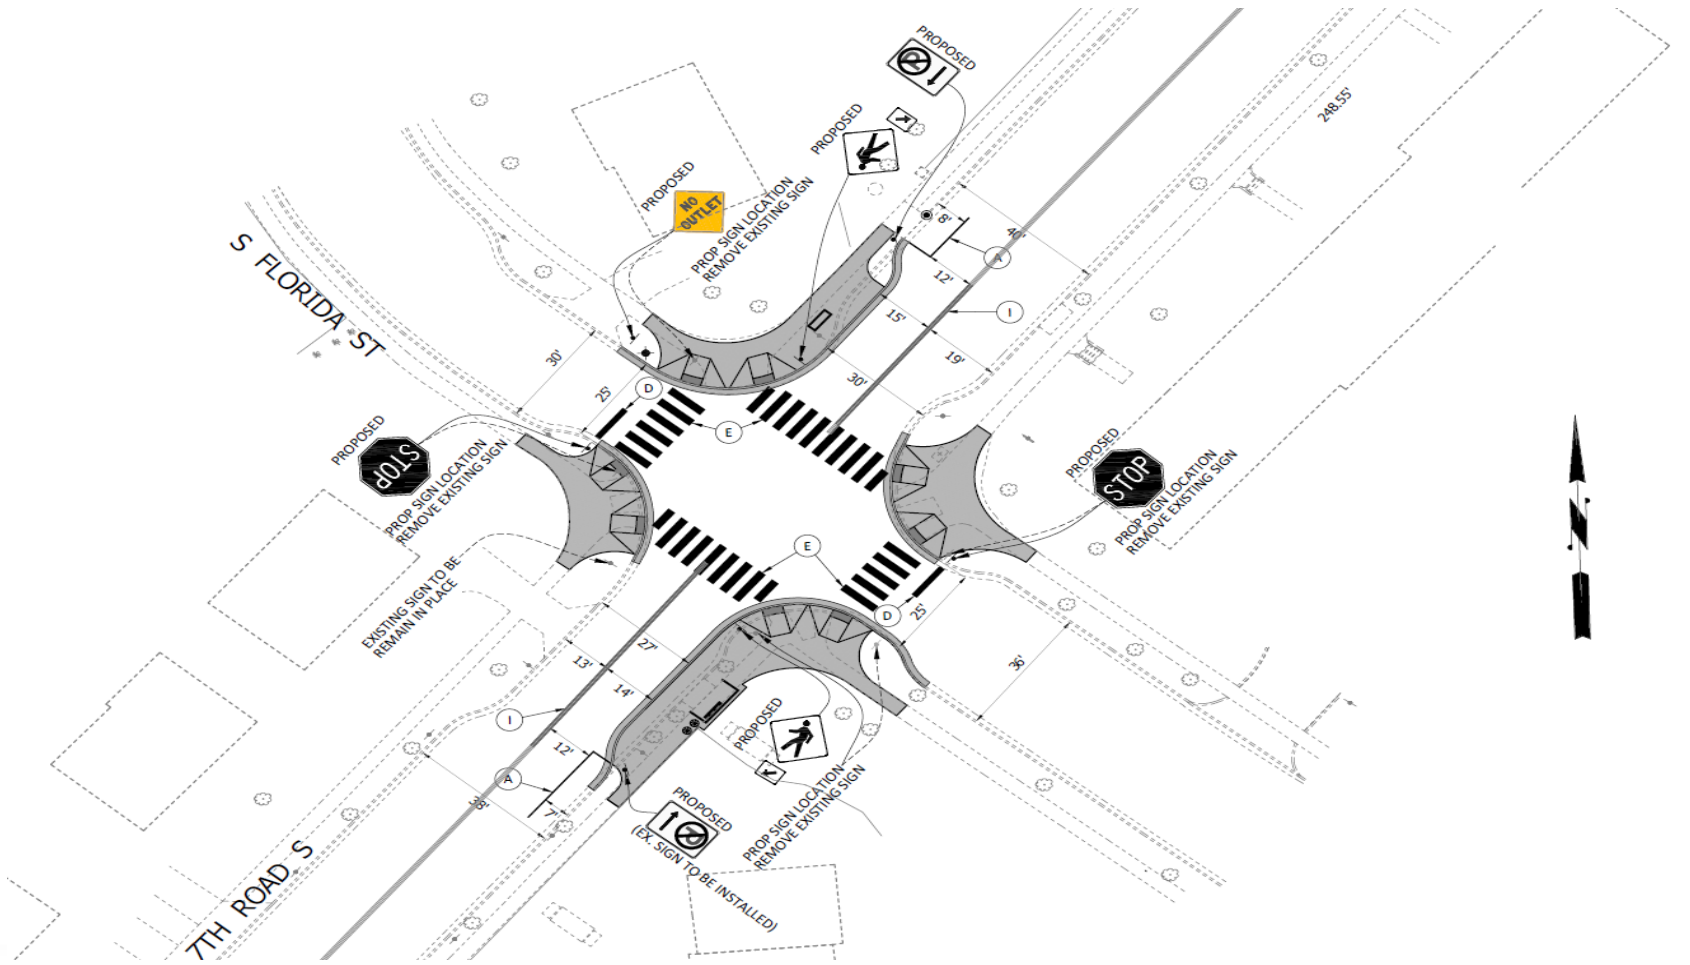 PROPOSED
P
PROPOSED
PROPOSED
NO
OUTLET
PROP SIGN LOCATION
REMOVE EXISTING SIGN
248.55'
S FLORIDA ST
8'
40'
A
12'
I
15'
19'
30'
30'
25'
D
E
PROPOSED
STOP
PROP SIGN LOCATION
REMOVE EXISTING SIGN
PROPOSED
STOP
PROP SIGN LOCATION
REMOVE EXISTING SIGN
N
EXISTING SIGN TO BE
REMAIN IN PLACE
E
D
25'
36'
27'
13'
14'
I
12'
A
38'
7'
PROPOSED
PROP SIGN LOCATION
REMOVE EXISTING SIGN
PROPOSED
P
(EX. SIGN TO BE INSTALLED)
7TH ROAD S